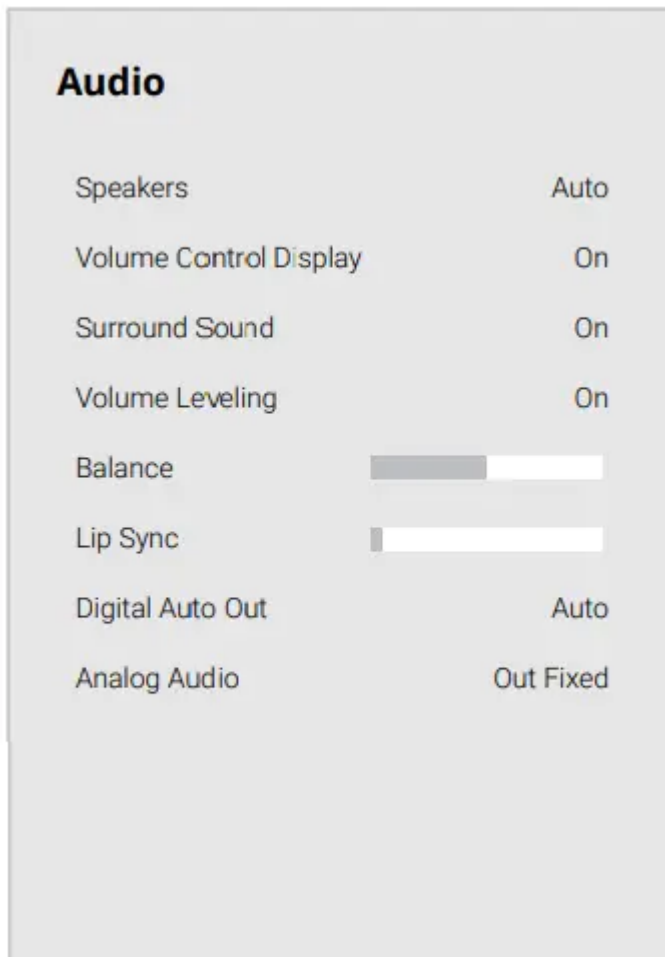 Audio
Speakers Auto
Volume Control Display On
Surround Sound On
Volume Leveling On
Balance
Lip Sync
Digital Auto Out Auto
Analog Audio Out Fixed